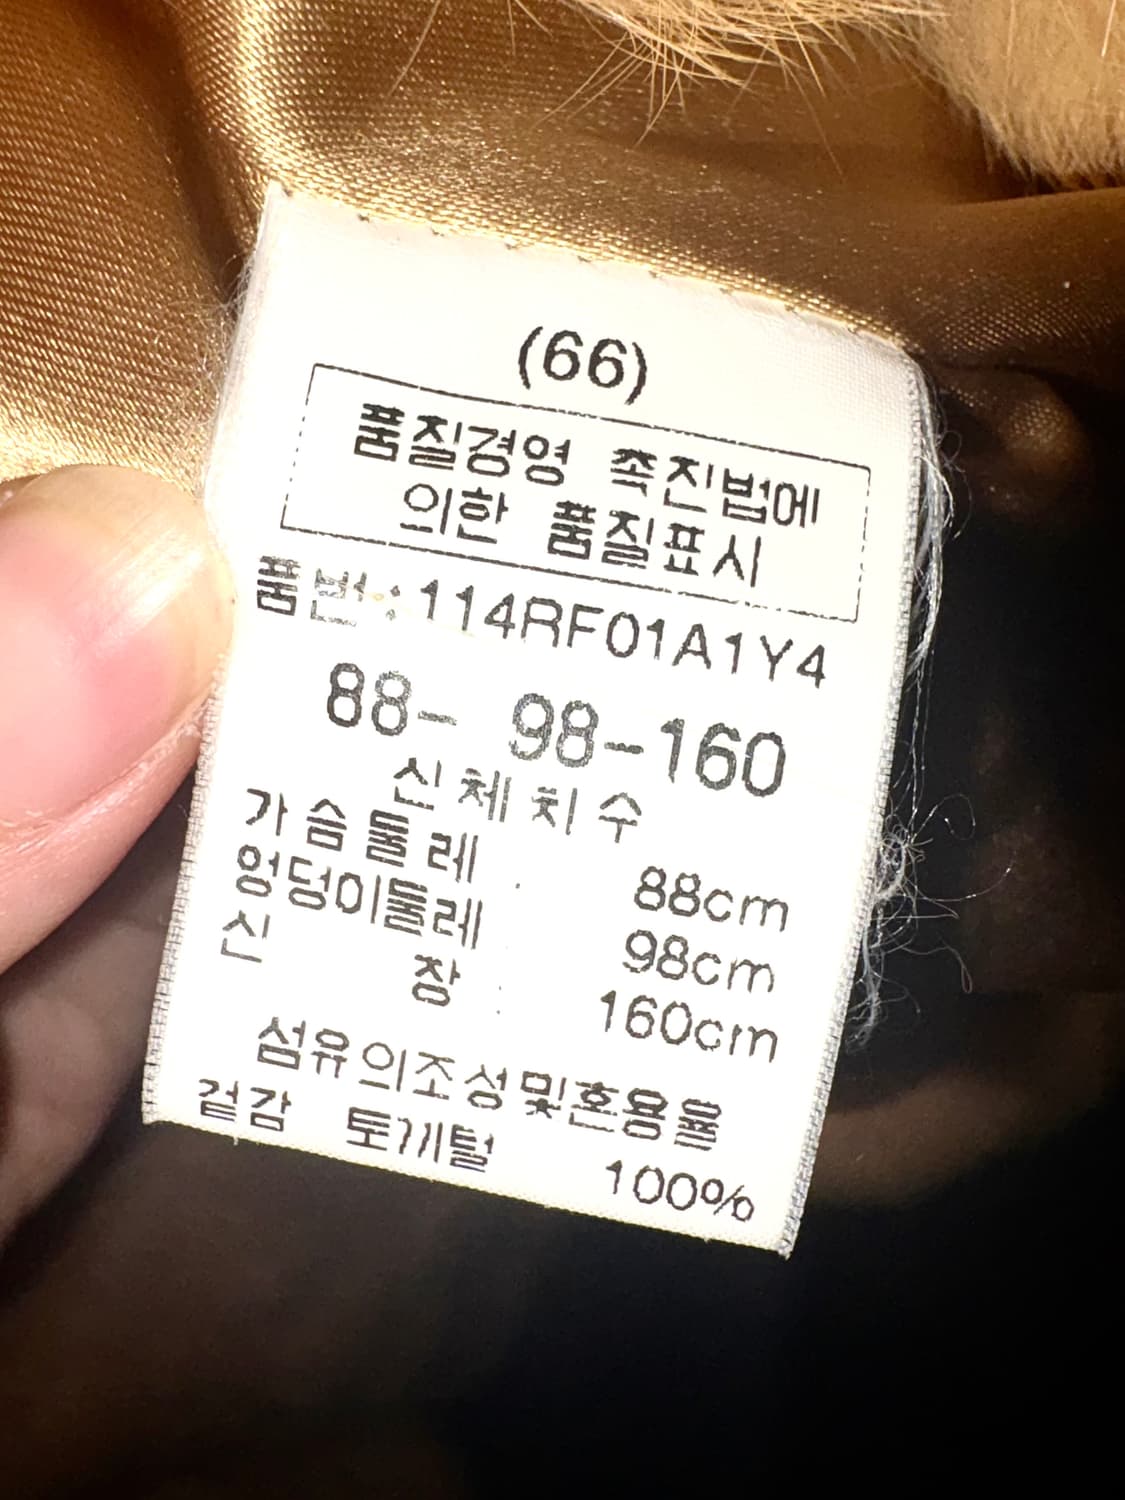 (66)
품질경영 촉진법에
의한 품질표시
품번:114RF01A1Y4
88- 98-160
신체치수
가슴둘레 88cm
엉덩이둘레 98cm
신 장 160cm
섬유의조성및혼용율
겉감 토끼털 100%